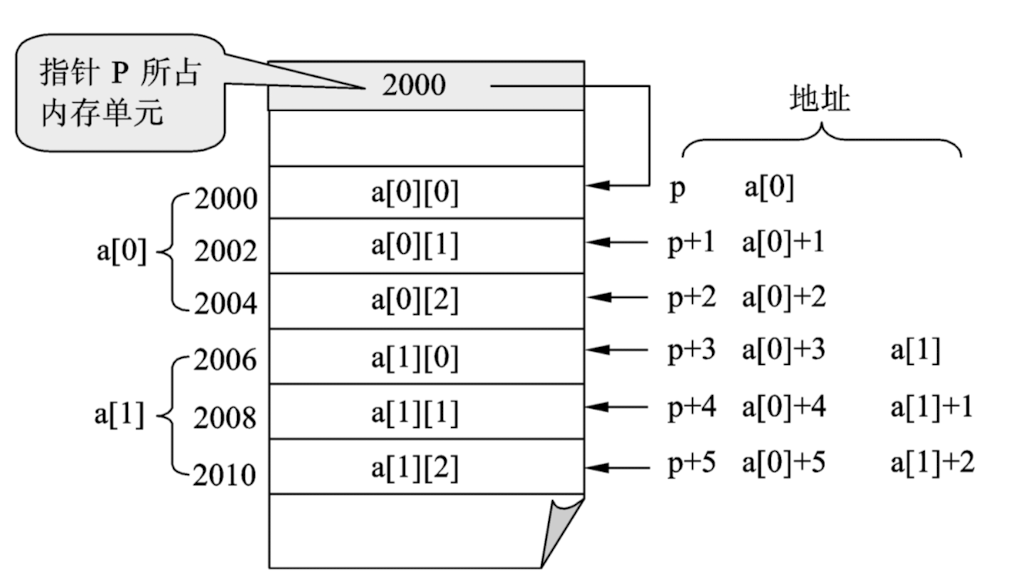 指针 P 所占
内存单元
2000
地址
2000 a[0][0] p a[0]
a[0] 2002 a[0][1] p+1 a[0]+1
2004 a[0][2] p+2 a[0]+2
2006 a[1][0] p+3 a[0]+3 a[1]
a[1] 2008 a[1][1] p+4 a[0]+4 a[1]+1
2010 a[1][2] p+5 a[0]+5 a[1]+2